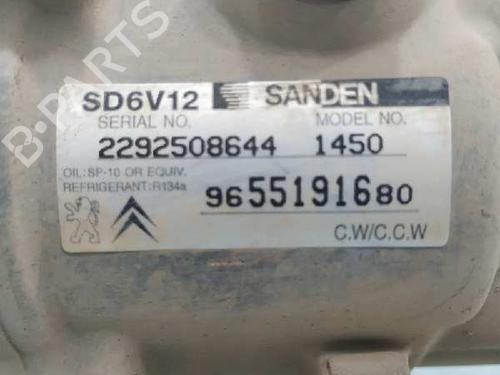 B-PARTS
SD6V12 SANDEN
SERIAL NO. MODEL NO.
2292508644 1450
OIL:SP-10 OR EQUIV.
REFRIGERANT:R134a
9655191680
C.W/C.C.W